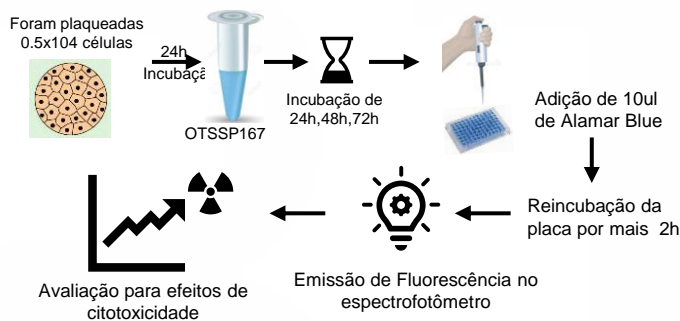 Foram plaqueadas
0.5x104 células
24h
Incubaçã
OTSSP167
Incubação de
24h,48h,72h
Adição de 10ul
de Alamar Blue
Reincubação da
placa por mais 2h
Emissão de Fluorescência no
espectrofotômetro
Avaliação para efeitos de
citotoxicidade